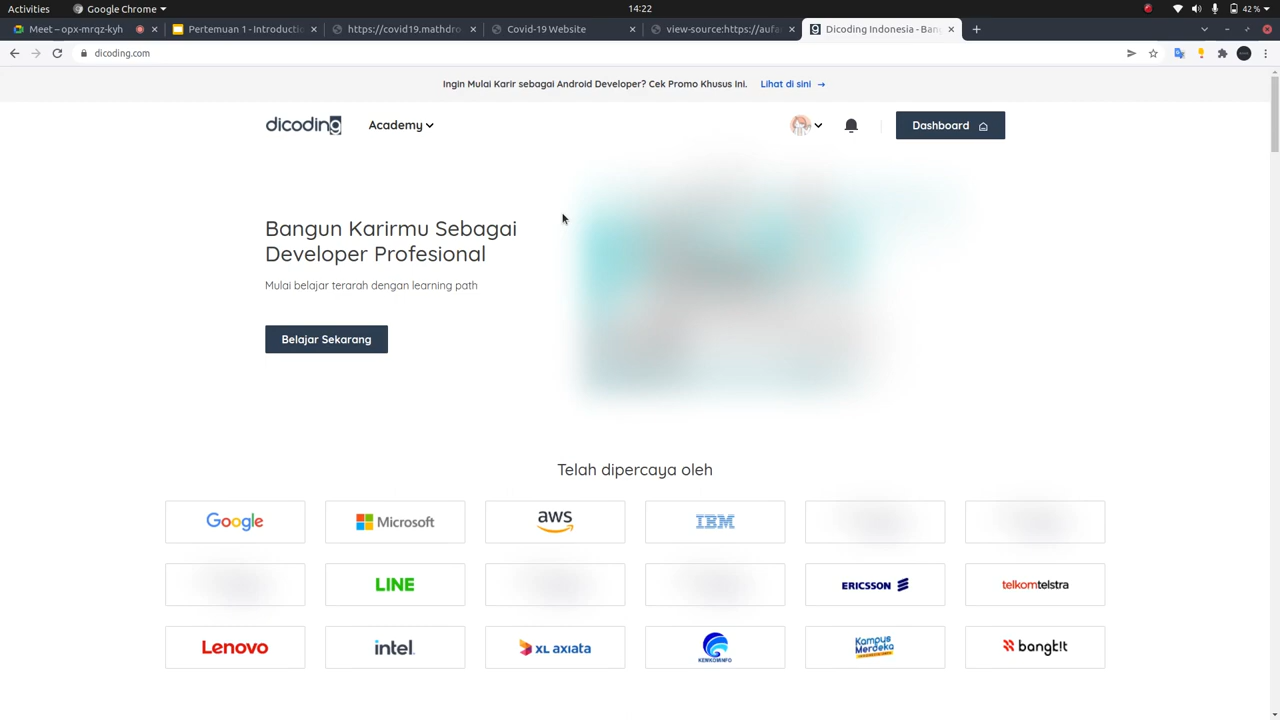 Activities
Google Chrome
14:22
42 %
Meet – opx-mrqz-kyh
Pertemuan 1 - Introductio
https://covid19.mathdro
Covid-19 Website
view-source:https://aufa
Dicoding Indonesia - Ban
dicoding.com
Ingin Mulai Karir sebagai Android Developer? Cek Promo Khusus Ini. Lihat di sini →
dicoding
Academy
Dashboard
Bangun Karirmu Sebagai
Developer Profesional
Mulai belajar terarah dengan learning path
Belajar Sekarang
Telah dipercaya oleh
Google
Microsoft
aws
IBM
LINE
ERICSSON
telkomtelstra
Lenovo
intel.
XL axiata
KEMKOMINFO
Kampus
Merdeka
bangk!t